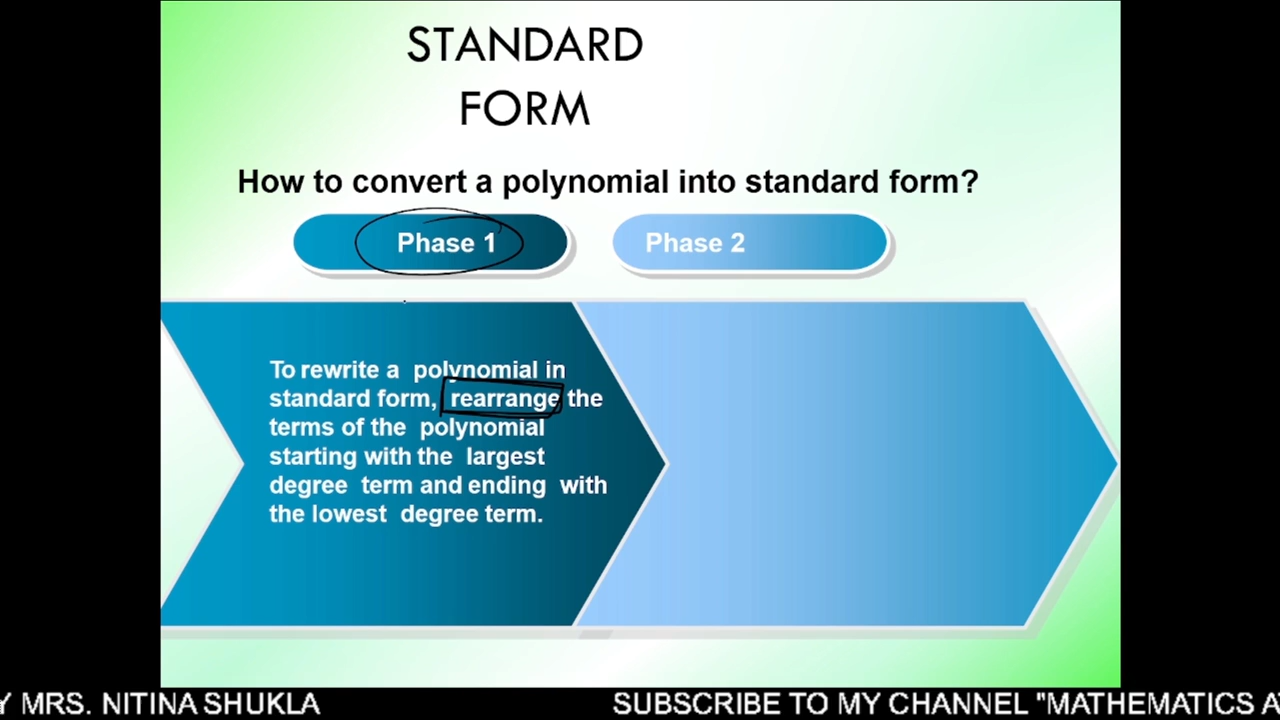 STANDARD
FORM
How to convert a polynomial into standard form?
Phase 1
Phase 2
To rewrite a polynomial in
standard form, rearrange the
terms of the polynomial
starting with the largest
degree term and ending with
the lowest degree term.
Y MRS. NITINA SHUKLA
SUBSCRIBE TO MY CHANNEL "MATHEMATICS A